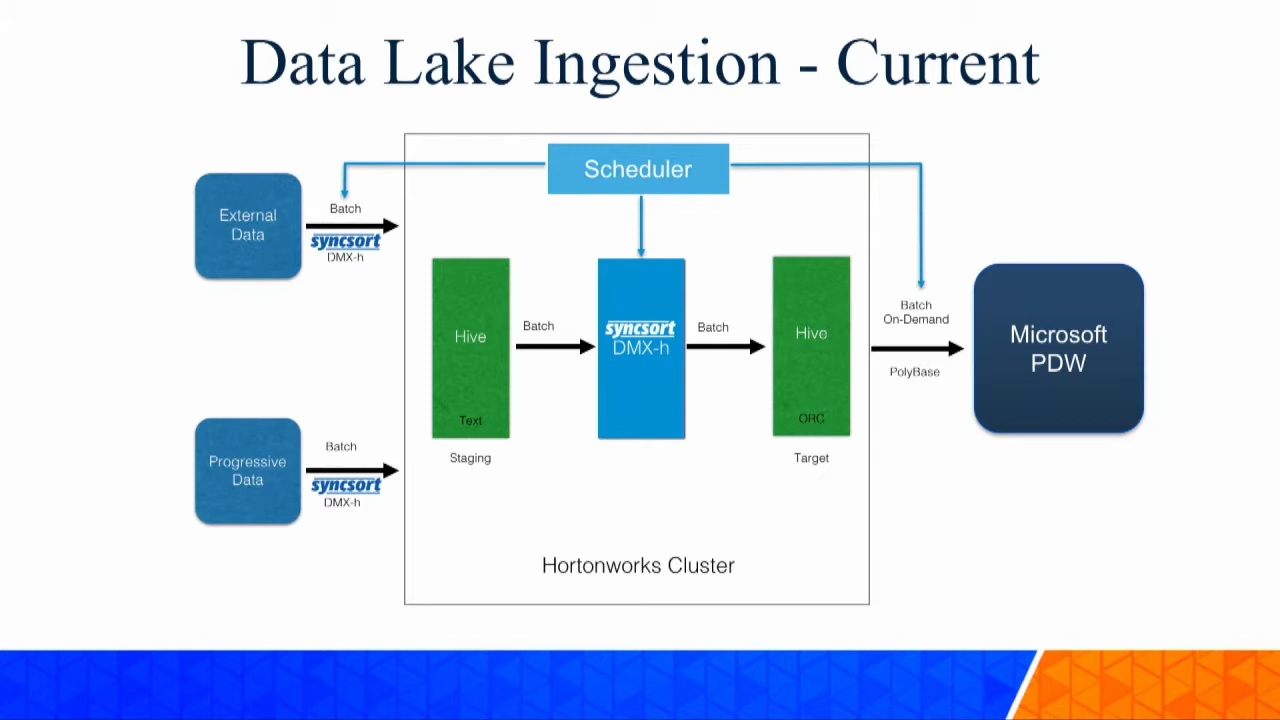 Data Lake Ingestion - Current
Scheduler
External
Data
Batch
syncsort
DMX-h
Progressive
Data
Batch
syncsort
DMX-h
Hive
Text
Staging
Batch
syncsort
DMX-h
Batch
Hive
ORC
Target
Hortonworks Cluster
Batch
On-Demand
PolyBase
Microsoft
PDW